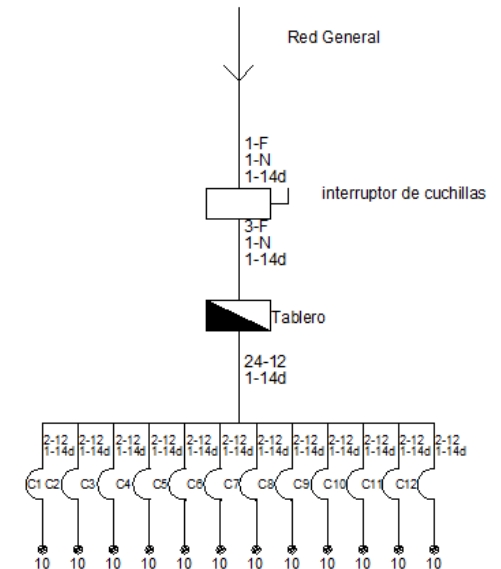 Red General
1-F
1-N
1-14d
interruptor de cuchillas
3-F
1-N
1-14d
Tablero
24-12
1-14d
2-12 2-12 2-12 2-12 2-12 2-12 2-12 2-12 2-12 2-12 2-12 2-12
1-14d 1-14d 1-14d 1-14d 1-14d 1-14d 1-14d 1-14d 1-14d 1-14d 1-14d 1-14d
C1 C2 C3 C4 C5 C6 C7 C8 C9 C10 C11 C12
10 10 10 10 10 10 10 10 10 10 10 10